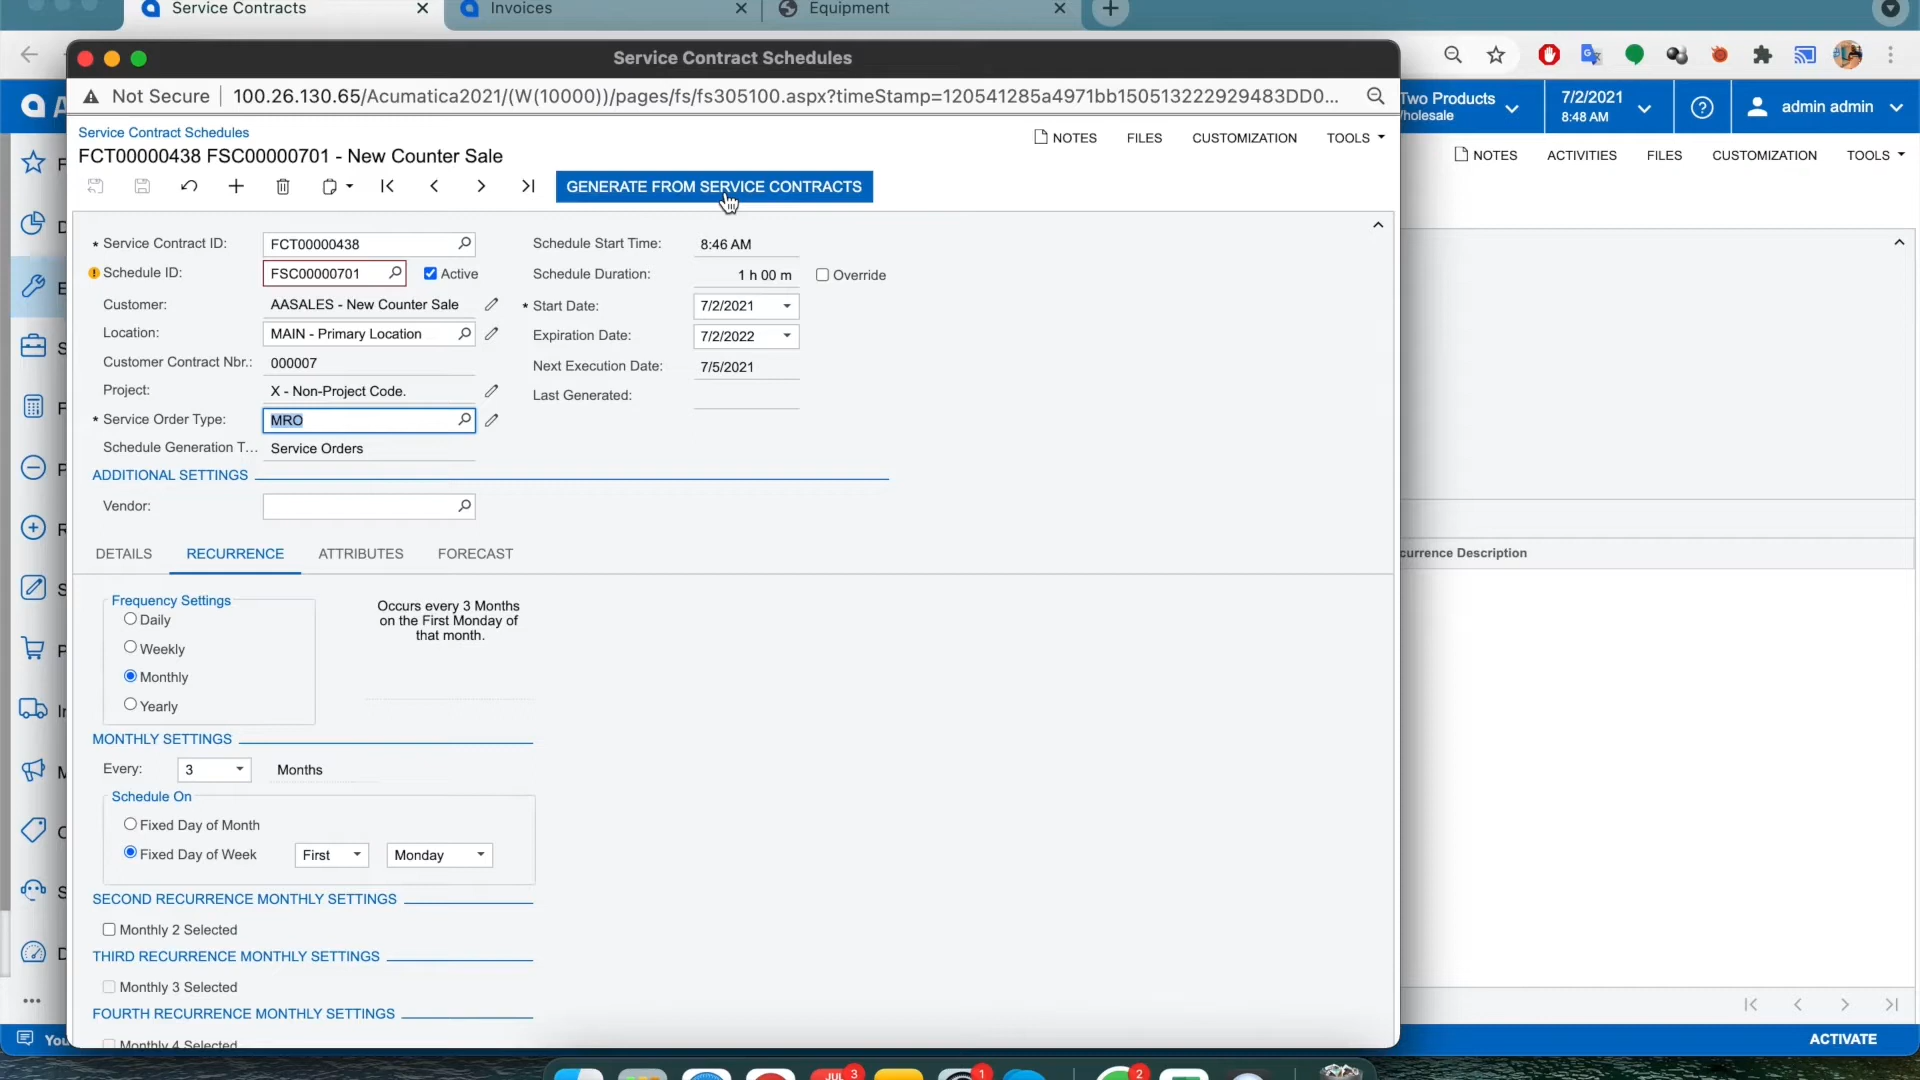 Service Contracts
Invoices
Equipment
Service Contract Schedules
Not Secure
100.26.130.65/Acumatica2021/(W(10000))/pages/fs/fs305100.aspx?timeStamp=120541285a4971bb150513222929483DD0...
Two Products
Wholesale
7/2/2021
8:48 AM
admin admin
Service Contract Schedules
FCT00000438 FSC00000701 - New Counter Sale
NOTES
FILES
CUSTOMIZATION
TOOLS
NOTES
ACTIVITIES
FILES
CUSTOMIZATION
TOOLS
GENERATE FROM SERVICE CONTRACTS
* Service Contract ID: FCT00000438
Schedule ID: FSC00000701 Active
Customer: AASALES - New Counter Sale
Location: MAIN - Primary Location
Customer Contract Nbr.: 000007
Project: X - Non-Project Code.
* Service Order Type: MRO
Schedule Generation T... Service Orders
Schedule Start Time: 8:46 AM
Schedule Duration: 1 h 00 m Override
* Start Date: 7/2/2021
Expiration Date: 7/2/2022
Next Execution Date: 7/5/2021
Last Generated:
ADDITIONAL SETTINGS
Vendor:
DETAILS
RECURRENCE
ATTRIBUTES
FORECAST
currence Description
Frequency Settings
Daily
Weekly
Monthly
Yearly
Occurs every 3 Months
on the First Monday of
that month.
MONTHLY SETTINGS
Every: 3 Months
Schedule On
Fixed Day of Month
Fixed Day of Week First Monday
SECOND RECURRENCE MONTHLY SETTINGS
Monthly 2 Selected
THIRD RECURRENCE MONTHLY SETTINGS
Monthly 3 Selected
FOURTH RECURRENCE MONTHLY SETTINGS
Monthly 4 Selected
You
ACTIVATE
JUL 3
1
2